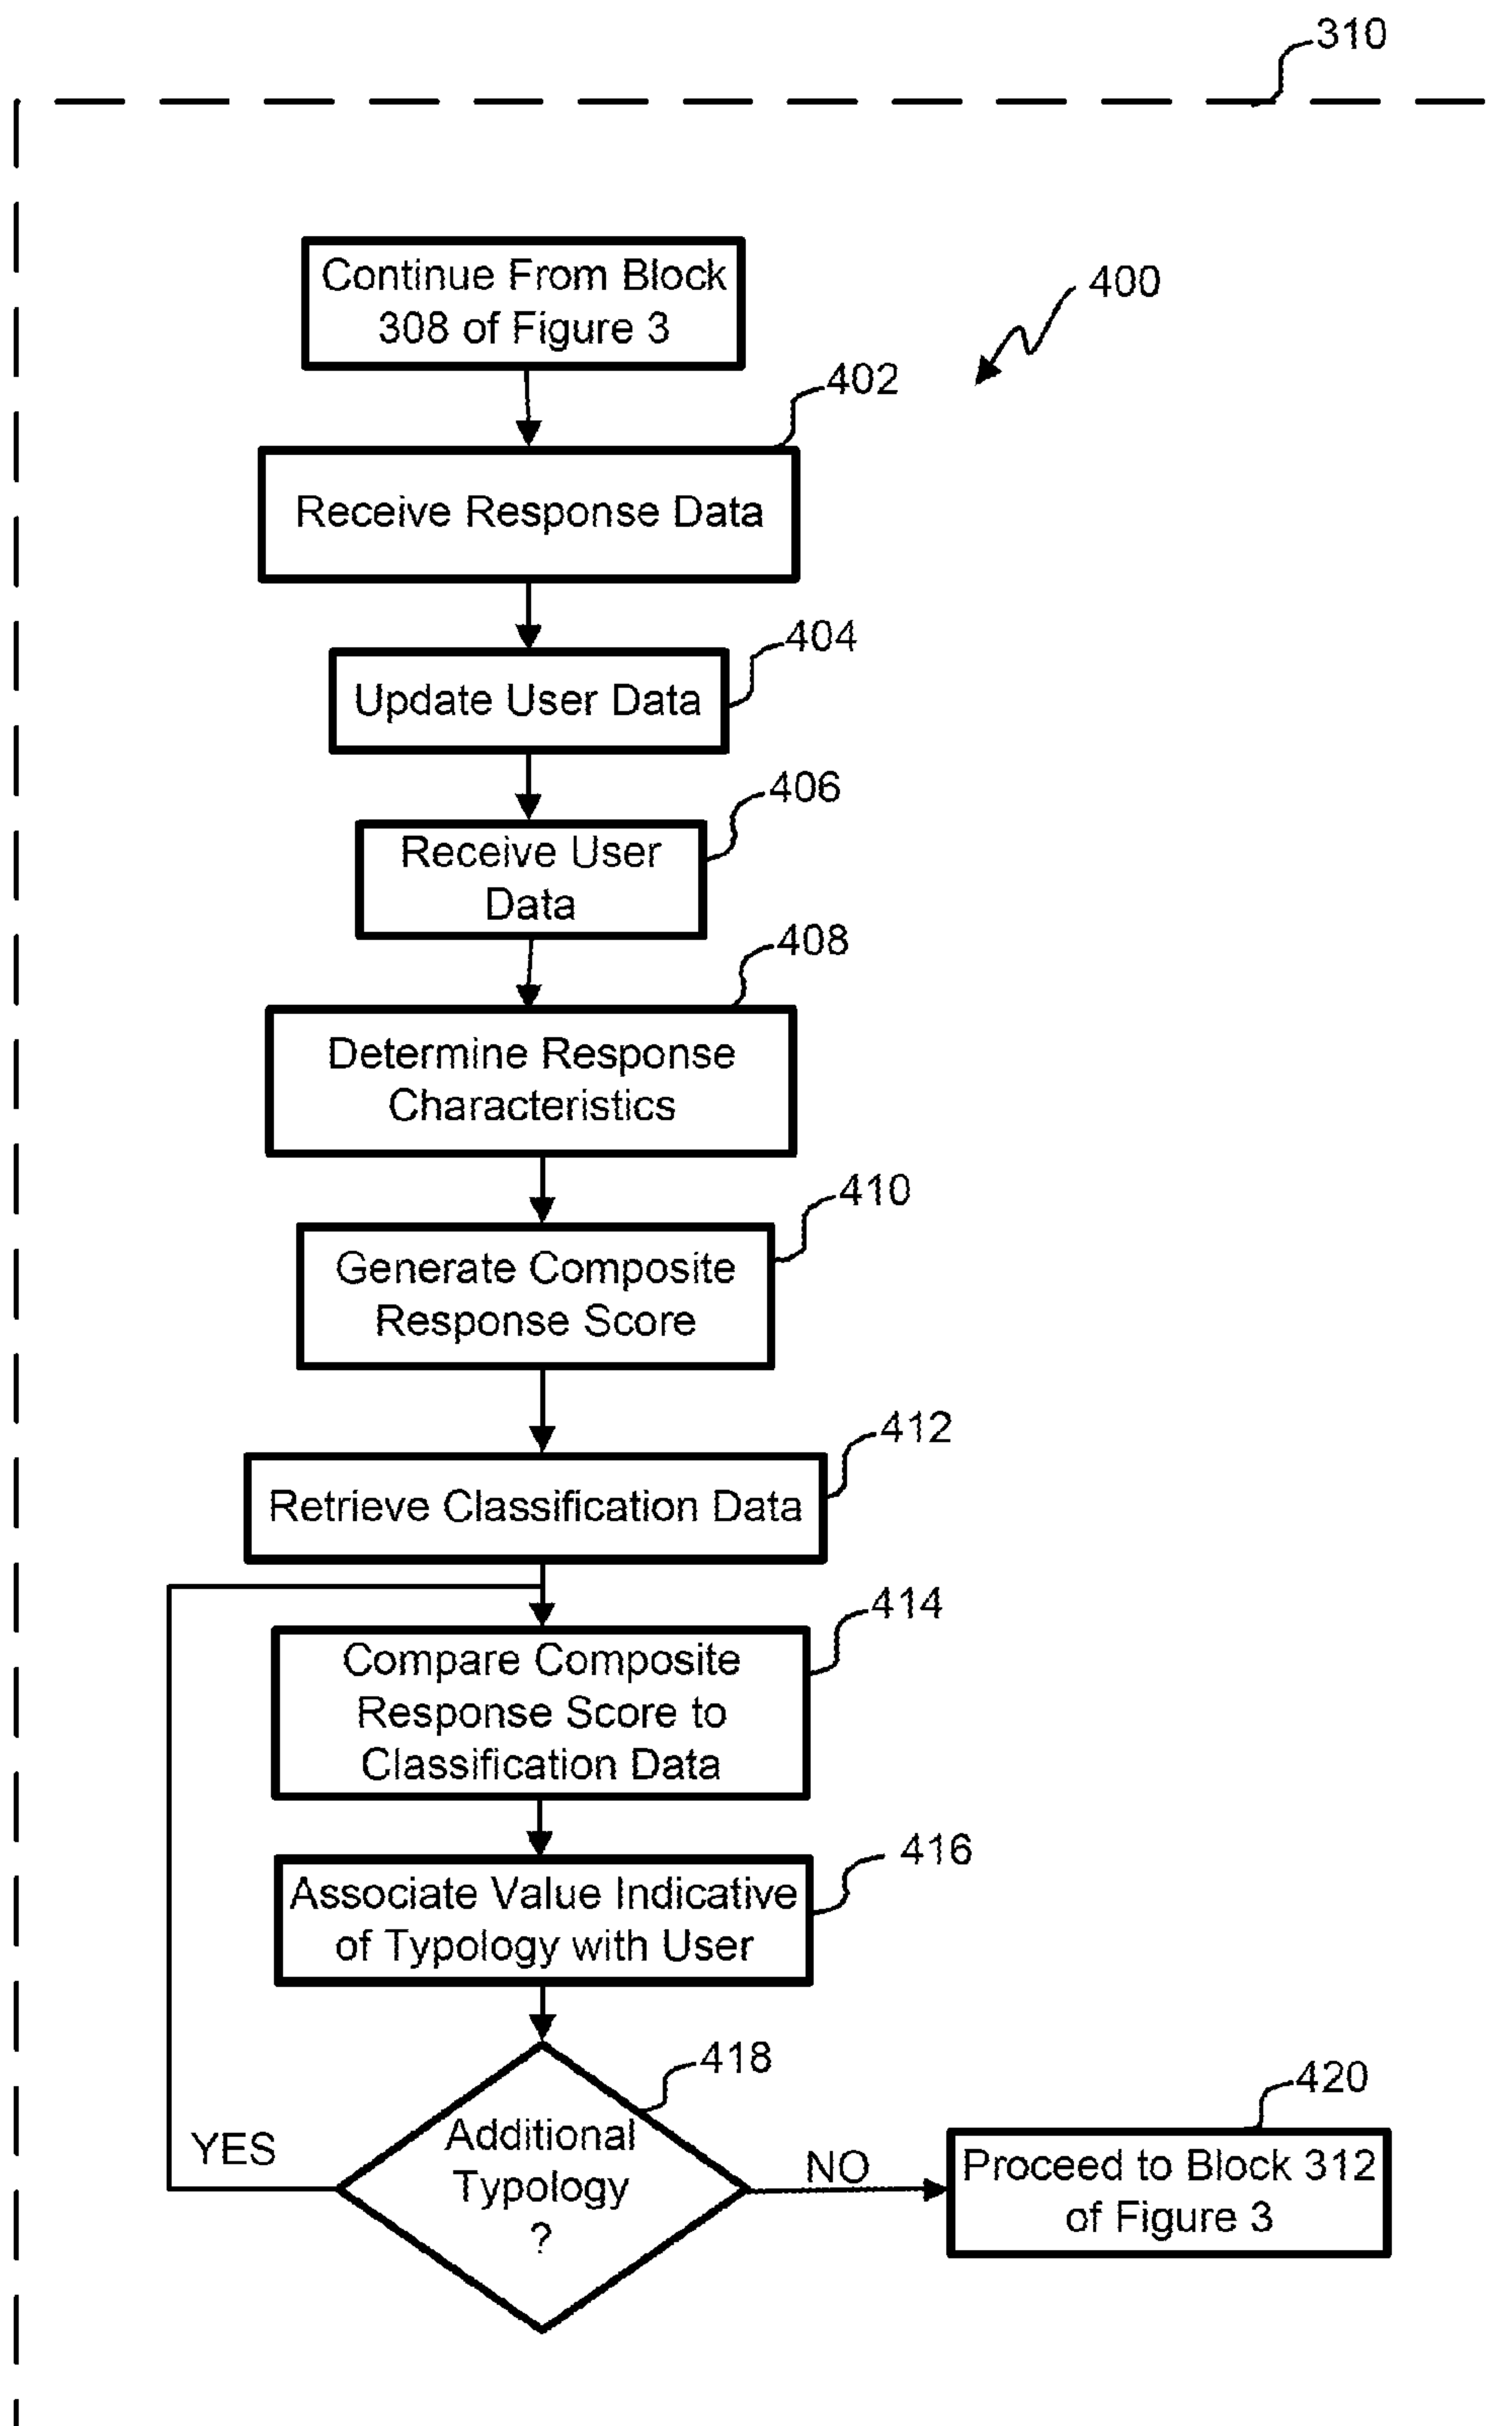 310
Continue From Block
308 of Figure 3
400
402
Receive Response Data
404
Update User Data
406
Receive User
Data
408
Determine Response
Characteristics
410
Generate Composite
Response Score
412
Retrieve Classification Data
414
Compare Composite
Response Score to
Classification Data
416
Associate Value Indicative
of Typology with User
418
Additional
Typology
?
YES
NO
420
Proceed to Block 312
of Figure 3